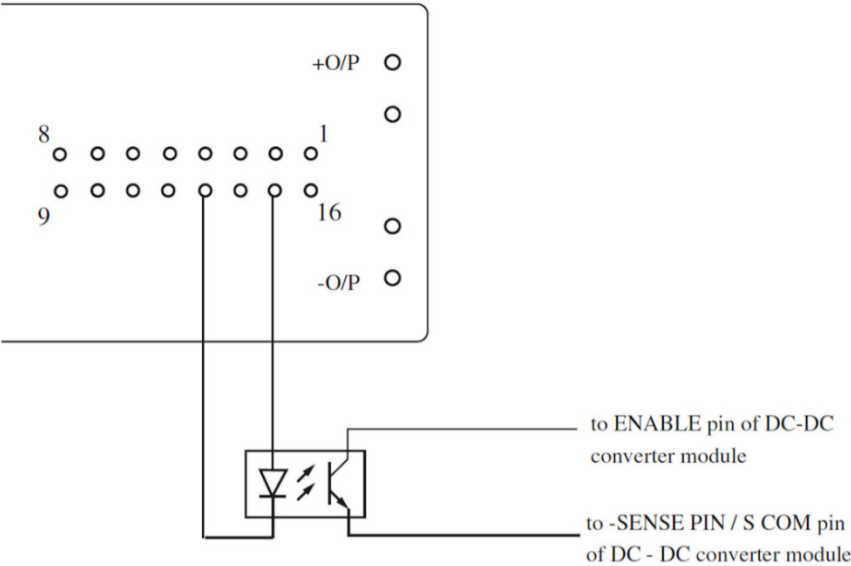 +O/P
8
1
9
16
-O/P
to ENABLE pin of DC-DC
converter module
to -SENSE PIN / S COM pin
of DC - DC converter module